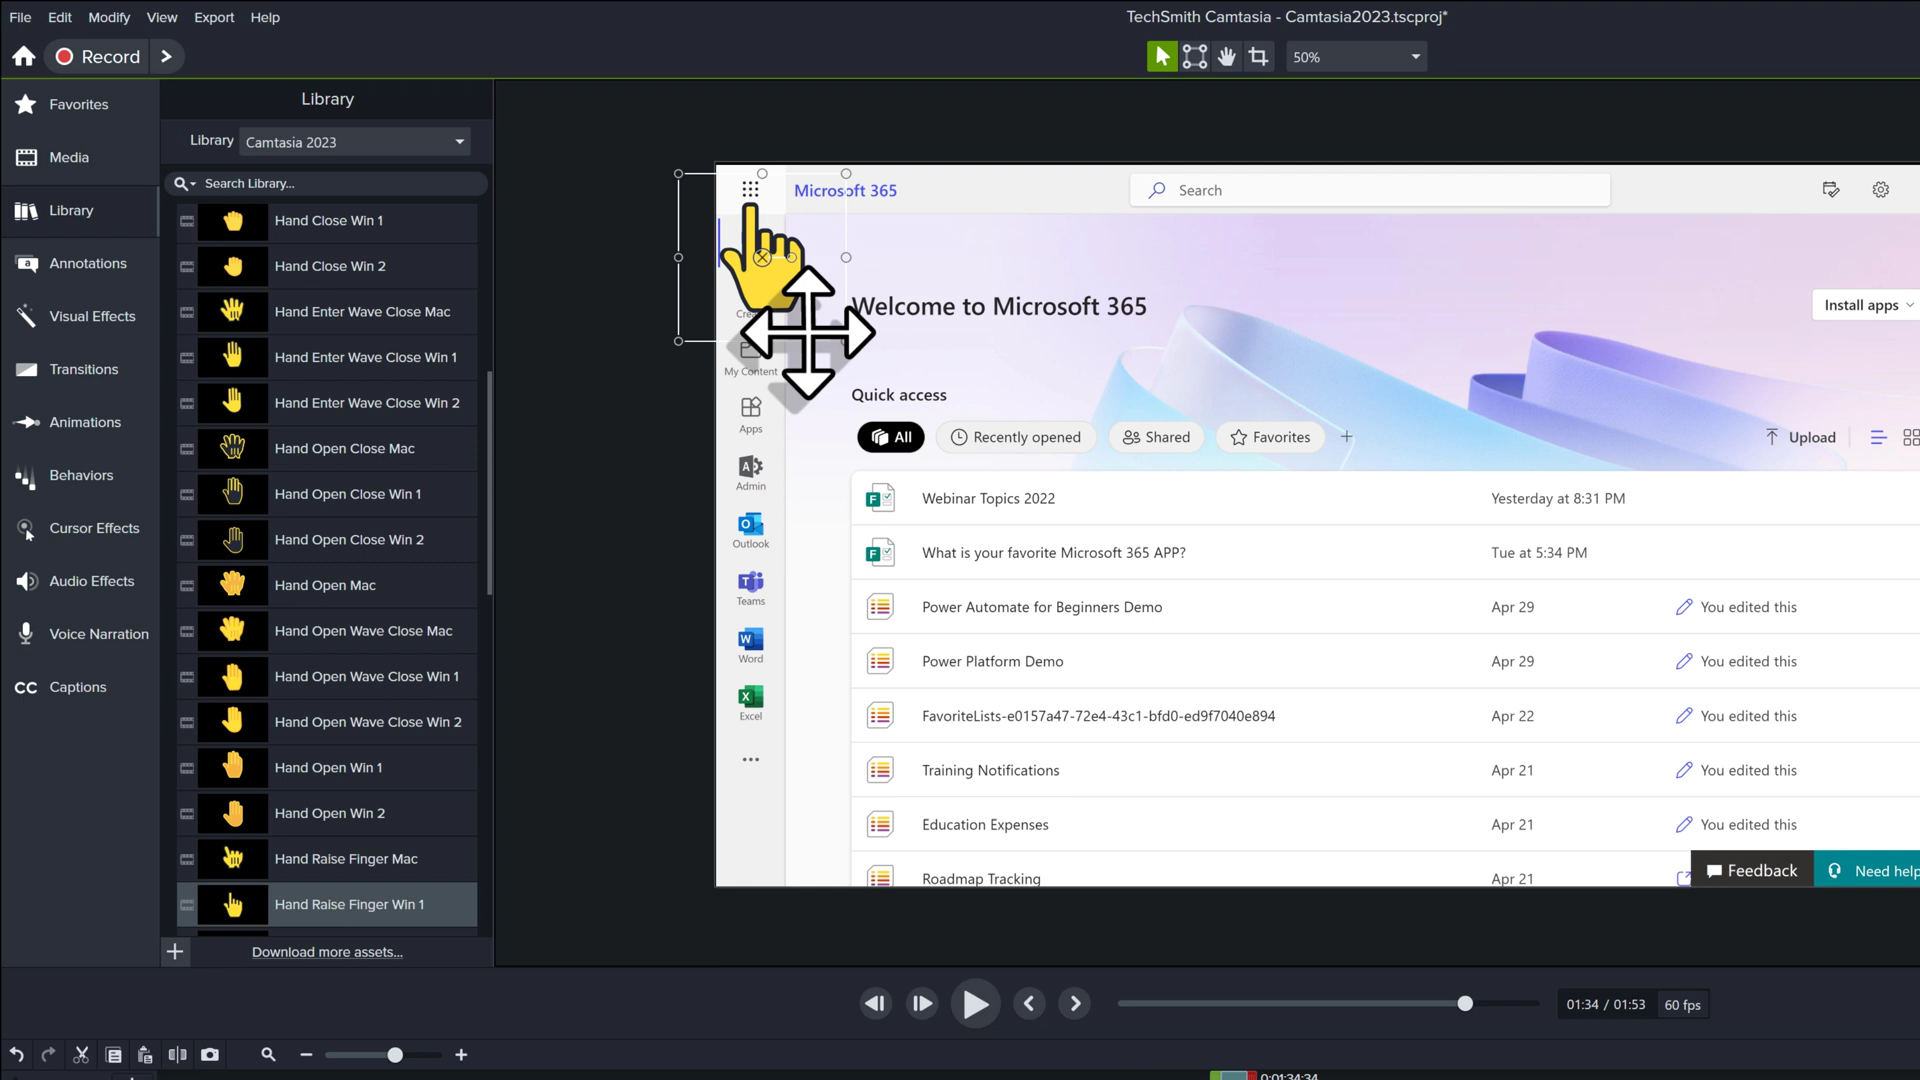 File Edit Modify View Export Help
TechSmith Camtasia - Camtasia2023.tscproj*
Record
50%
Favorites
Media
Library
Annotations
Visual Effects
Transitions
Animations
Behaviors
Cursor Effects
Audio Effects
Voice Narration
CC Captions
Library
Library Camtasia 2023
Search Library...
Hand Close Win 1
Hand Close Win 2
Hand Enter Wave Close Mac
Hand Enter Wave Close Win 1
Hand Enter Wave Close Win 2
Hand Open Close Mac
Hand Open Close Win 1
Hand Open Close Win 2
Hand Open Mac
Hand Open Wave Close Mac
Hand Open Wave Close Win 1
Hand Open Wave Close Win 2
Hand Open Win 1
Hand Open Win 2
Hand Raise Finger Mac
Hand Raise Finger Win 1
Download more assets...
Microsoft 365
Search
My Content
Apps
Admin
Outlook
Teams
Word
Excel
Welcome to Microsoft 365
Install apps
Quick access
All Recently opened Shared Favorites
Upload
Webinar Topics 2022 Yesterday at 8:31 PM
What is your favorite Microsoft 365 APP? Tue at 5:34 PM
Power Automate for Beginners Demo Apr 29 You edited this
Power Platform Demo Apr 29 You edited this
FavoriteLists-e0157a47-72e4-43c1-bfd0-ed9f7040e894 Apr 22 You edited this
Training Notifications Apr 21 You edited this
Education Expenses Apr 21 You edited this
Roadmap Tracking Apr 21
Feedback
Need help
01:34 / 01:53 60 fps
0:01:34:34